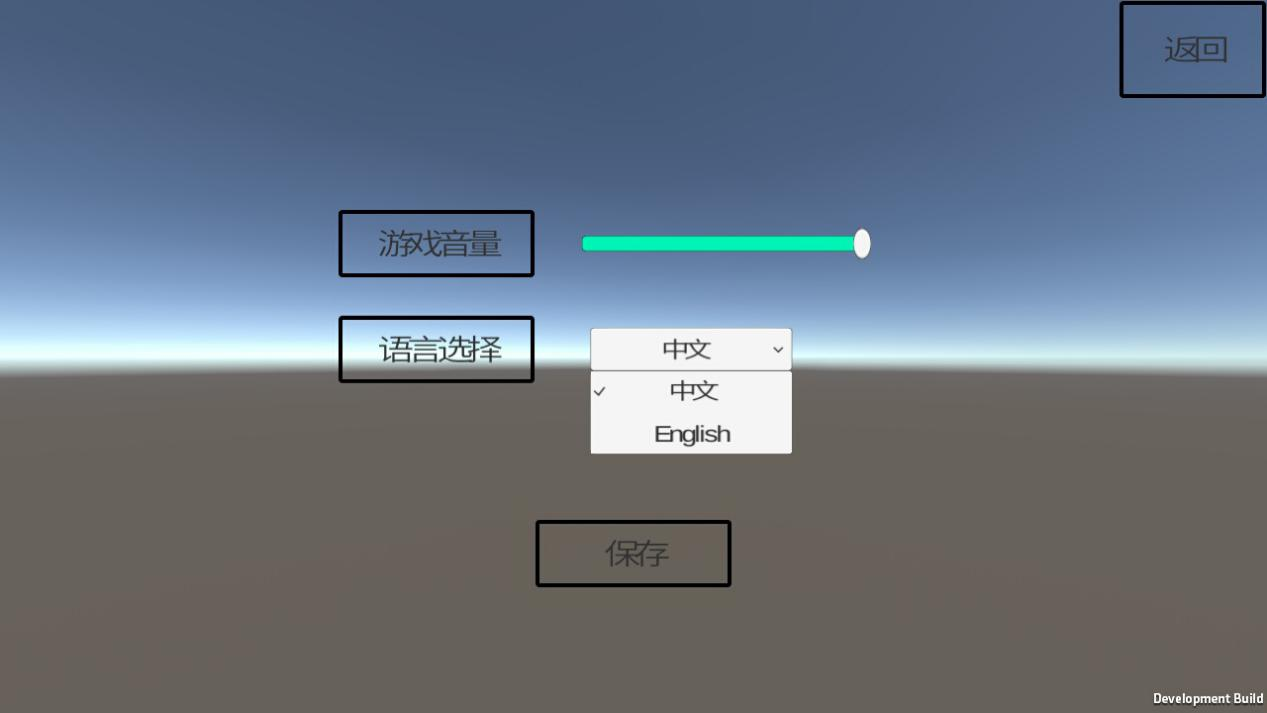 返回
游戏音量
语言选择
中文
中文
English
保存
Development Build